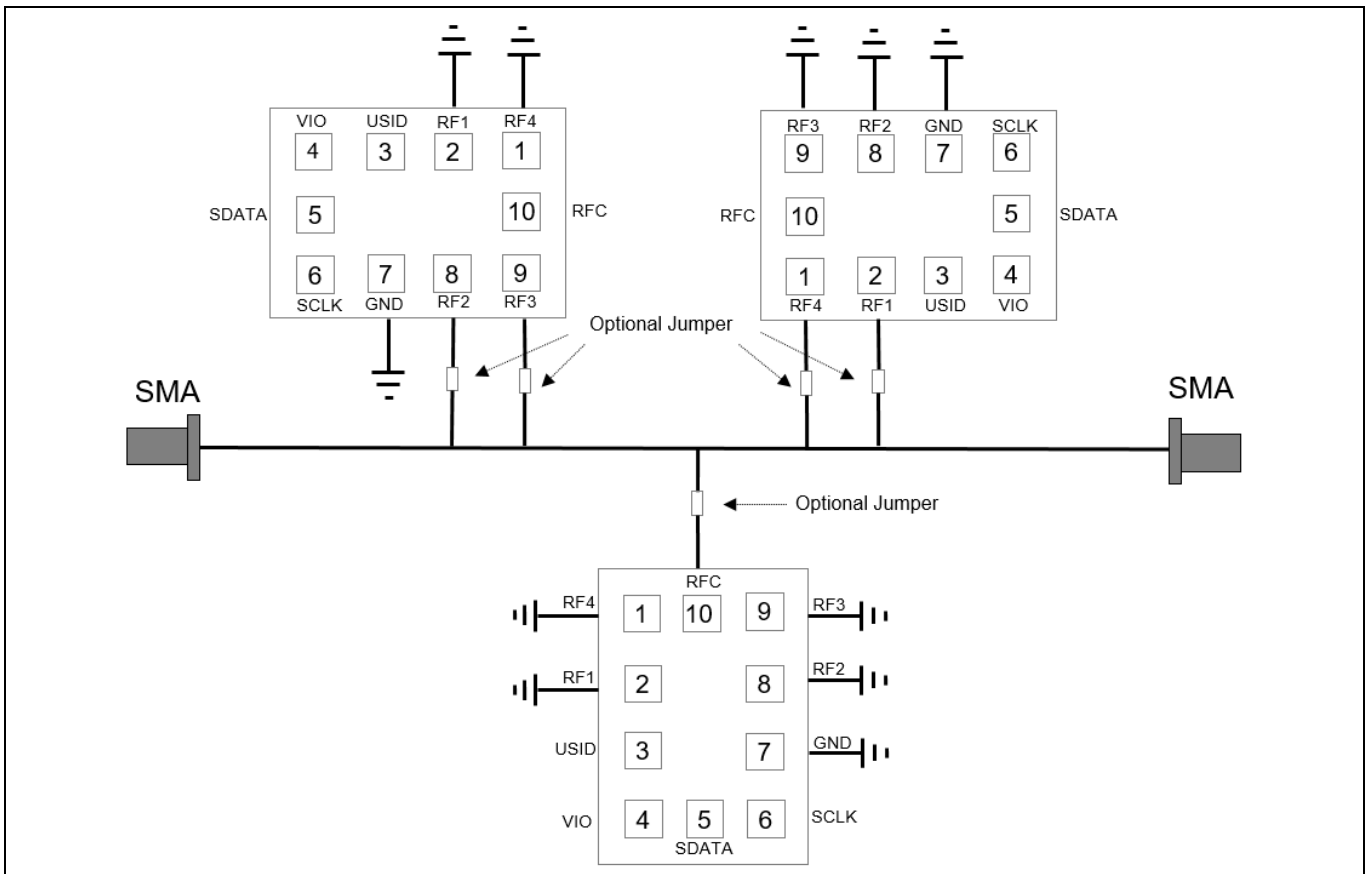 VIO USID RF1 RF4
4 3 2 1
SDATA 5 10 RFC
6 7 8 9
SCLK GND RF2 RF3
RF3 RF2 GND SCLK
9 8 7 6
RFC 10 5 SDATA
1 2 3 4
RF4 RF1 USID VIO
Optional Jumper
SMA
SMA
Optional Jumper
RFC
RF4 1 10 9 RF3
RF1 2 8 RF2
USID 3 7 GND
VIO 4 5 6 SCLK
SDATA